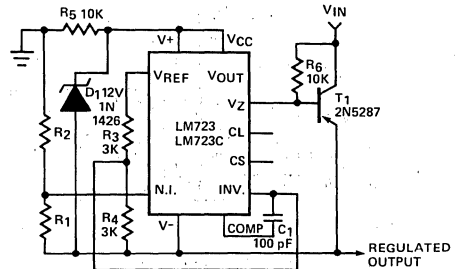 R5 10K
V+
VCC
VIN
VREF
VOUT
R6
10K
D1 12V
1N
1426
R2
R3
3K
VZ
T1
2N5287
LM723
LM723C
CL
CS
N.I.
INV.
R1
R4
3K
V-
COMP
C1
100 pF
REGULATED
OUTPUT